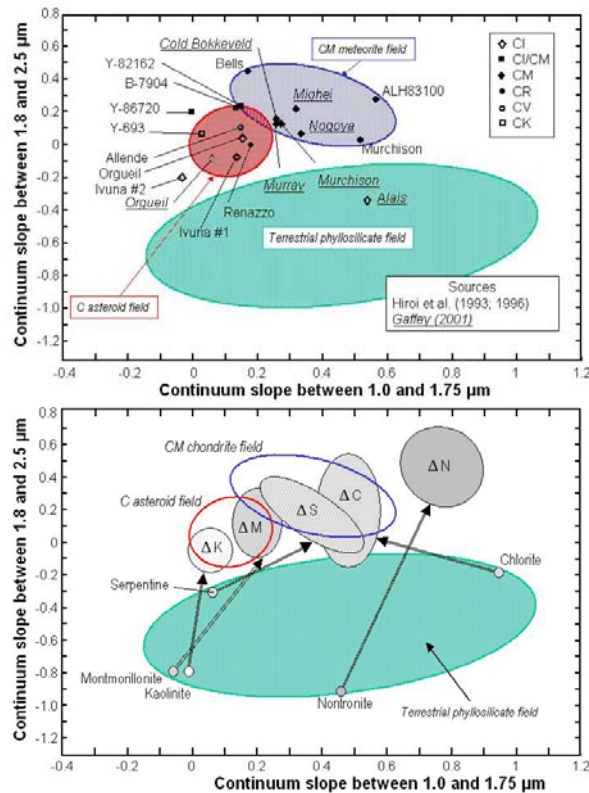 Continuum slope between 1.8 and 2.5 µm
0.8
0.6
0.4
0.2
0
-0.2
-0.4
-0.6
-0.8
-1.0
-1.2
Cold Bokkeveld
Bells
CM meteorite field
Y-82162
B-7904
Mighei
ALH83100
Y-86720
Y-693
Nogoya
Allende
Orgueil
Ivuna #2
Orgueil
Murchison
Murray
Murchison
Alais
Renazzo
Ivuna #1
Terrestrial phyllosilicate field
C asteroid field
CI
CI/CM
CM
CR
CV
CK
Sources
Hiroi et al. (1993; 1996)
Gaffey (2001)
-0.4
-0.2
0
0.2
0.4
0.6
0.8
1
1.2
Continuum slope between 1.0 and 1.75 µm
Continuum slope between 1.8 and 2.5 µm
0.8
0.6
0.4
0.2
0
-0.2
-0.4
-0.6
-0.8
-1.0
-1.2
CM chondrite field
C asteroid field
ΔN
ΔC
ΔS
ΔM
ΔK
Serpentine
Chlorite
Montmorillonite
Kaolinite
Nontronite
Terrestrial phyllosilicate field
-0.4
-0.2
0
0.2
0.4
0.6
0.8
1
1.2
Continuum slope between 1.0 and 1.75 µm